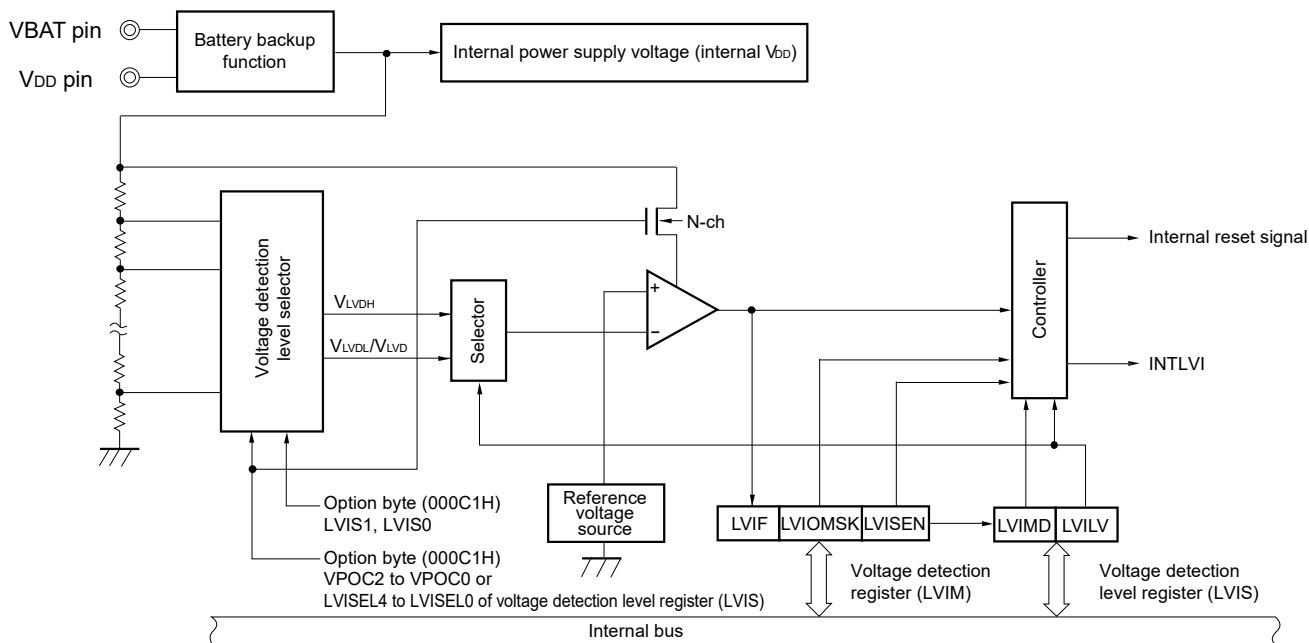 VBAT pin
VDD pin
Battery backup
function
Internal power supply voltage (internal VDD)
N-ch
Voltage detection
level selector
VLVDH
VLVDL/VLVD
Selector
+
−
Controller
Internal reset signal
INTLVI
Option byte (000C1H)
LVIS1, LVIS0
Option byte (000C1H)
VPOC2 to VPOC0 or
LVISEL4 to LVISEL0 of voltage detection level register (LVIS)
Reference
voltage
source
LVIF
LVIOMSK
LVISEN
LVIMD
LVILV
Voltage detection
register (LVIM)
Voltage detection
level register (LVIS)
Internal bus